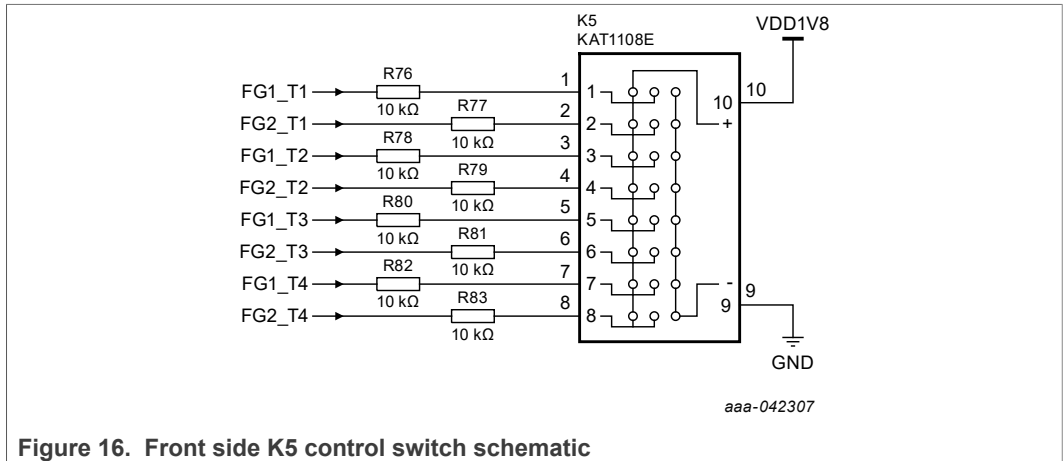 K5
KAT1108E
VDD1V8
FG1_T1 R76 10 kΩ 1 1
10 10
FG2_T1 R77 10 kΩ 2 2
+
FG1_T2 R78 10 kΩ 3 3
FG2_T2 R79 10 kΩ 4 4
FG1_T3 R80 10 kΩ 5 5
FG2_T3 R81 10 kΩ 6 6
FG1_T4 R82 10 kΩ 7 7
-
9 9
FG2_T4 R83 10 kΩ 8 8
GND
aaa-042307
Figure 16. Front side K5 control switch schematic